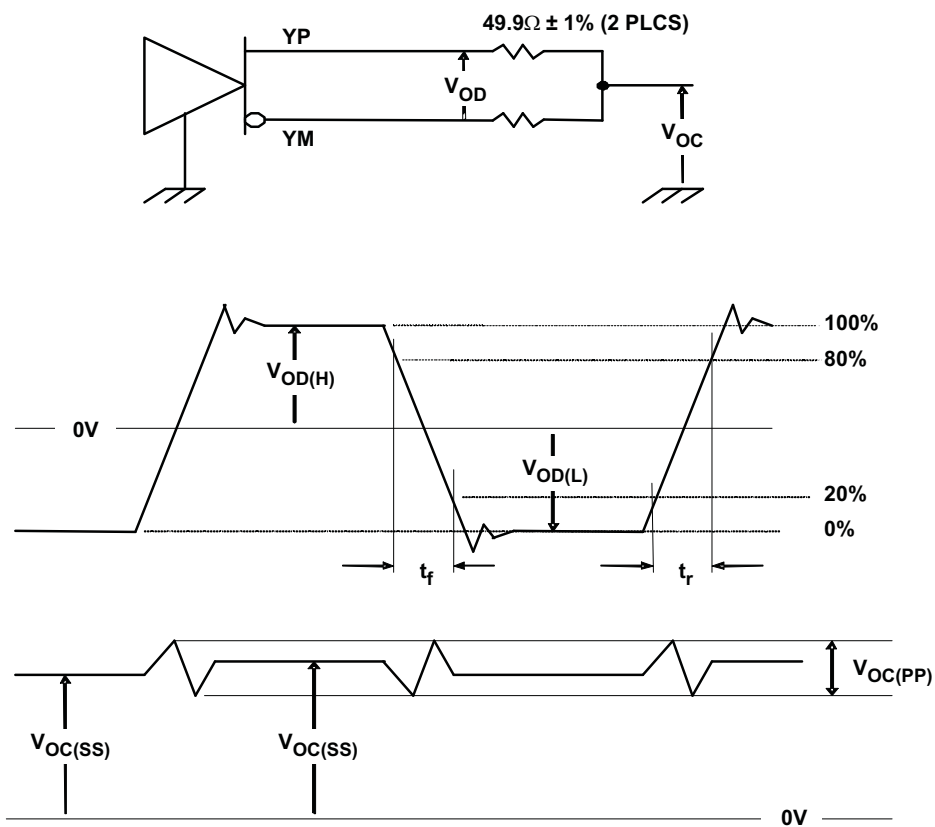 49.9Ω ± 1% (2 PLCS)
YP
VOD
YM
VOC
100%
80%
VOD(H)
0V
VOD(L)
20%
0%
tf
tr
VOC(PP)
VOC(SS)
VOC(SS)
0V